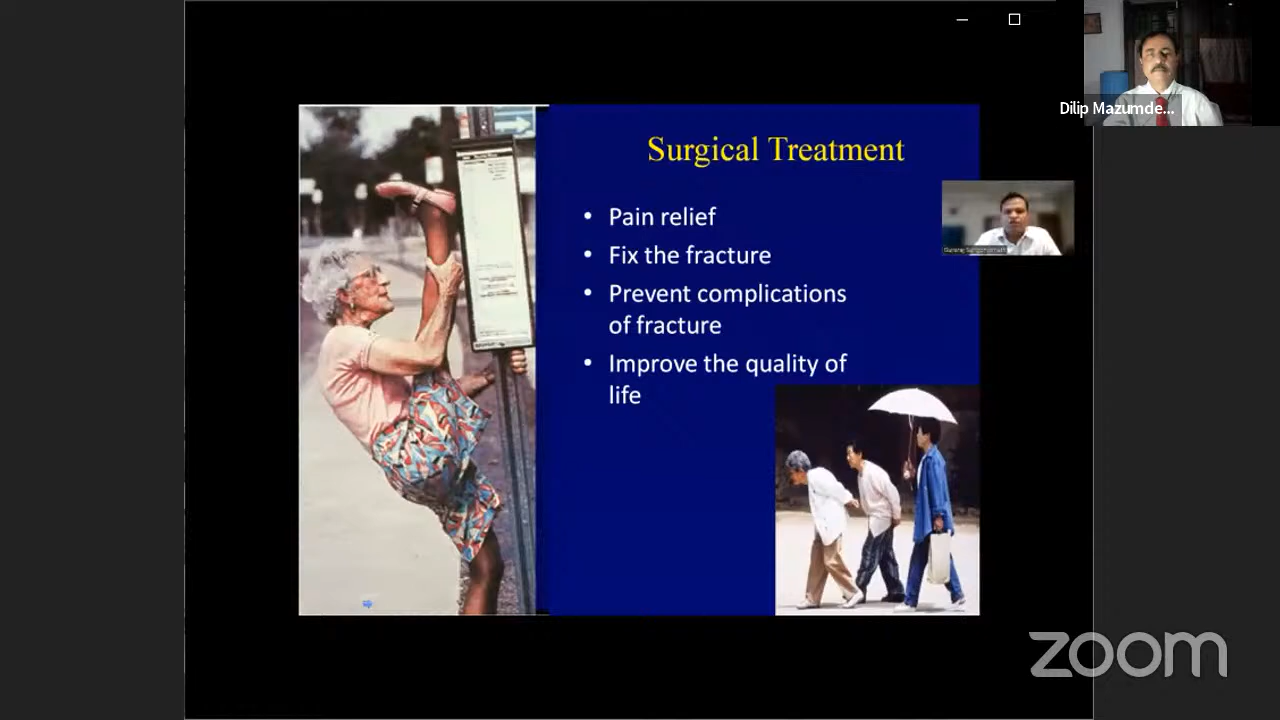 Dilip Mazumde...
Surgical Treatment
• Pain relief
• Fix the fracture
• Prevent complications
of fracture
• Improve the quality of
life
zoom